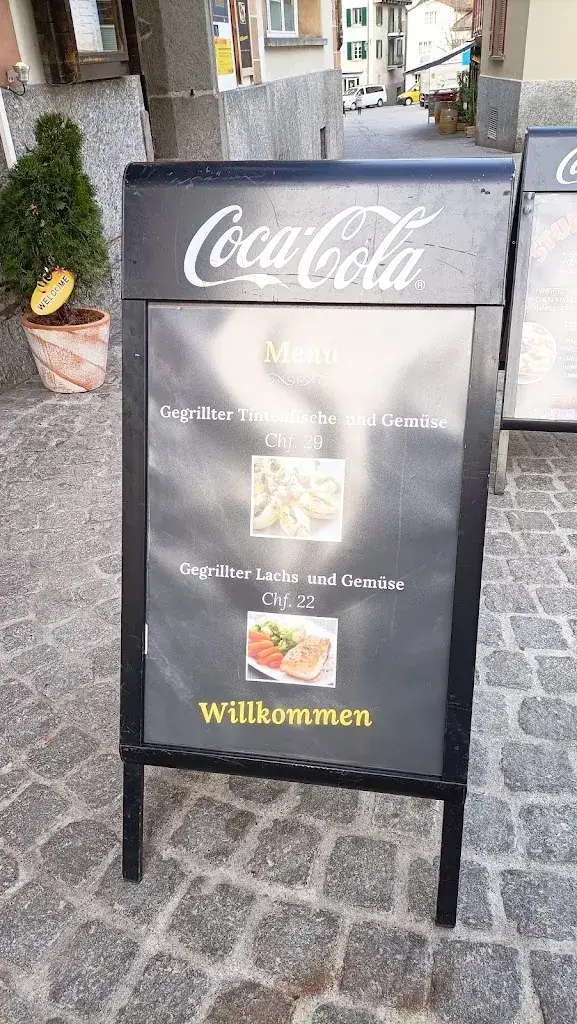 Coca-Cola®
Menu
Gegrillter Tintenfische und Gemüse
Chf. 29
Gegrillter Lachs und Gemüse
Chf. 22
Willkommen
WELCOME